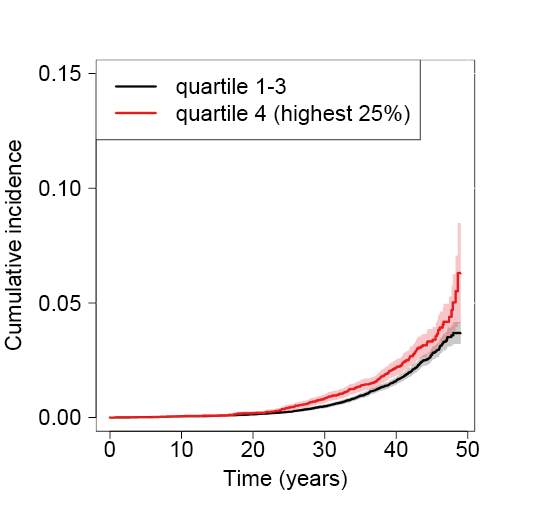 0.15
0.10
0.05
0.00
Cumulative incidence
quartile 1-3
quartile 4 (highest 25%)
0 10 20 30 40 50
Time (years)